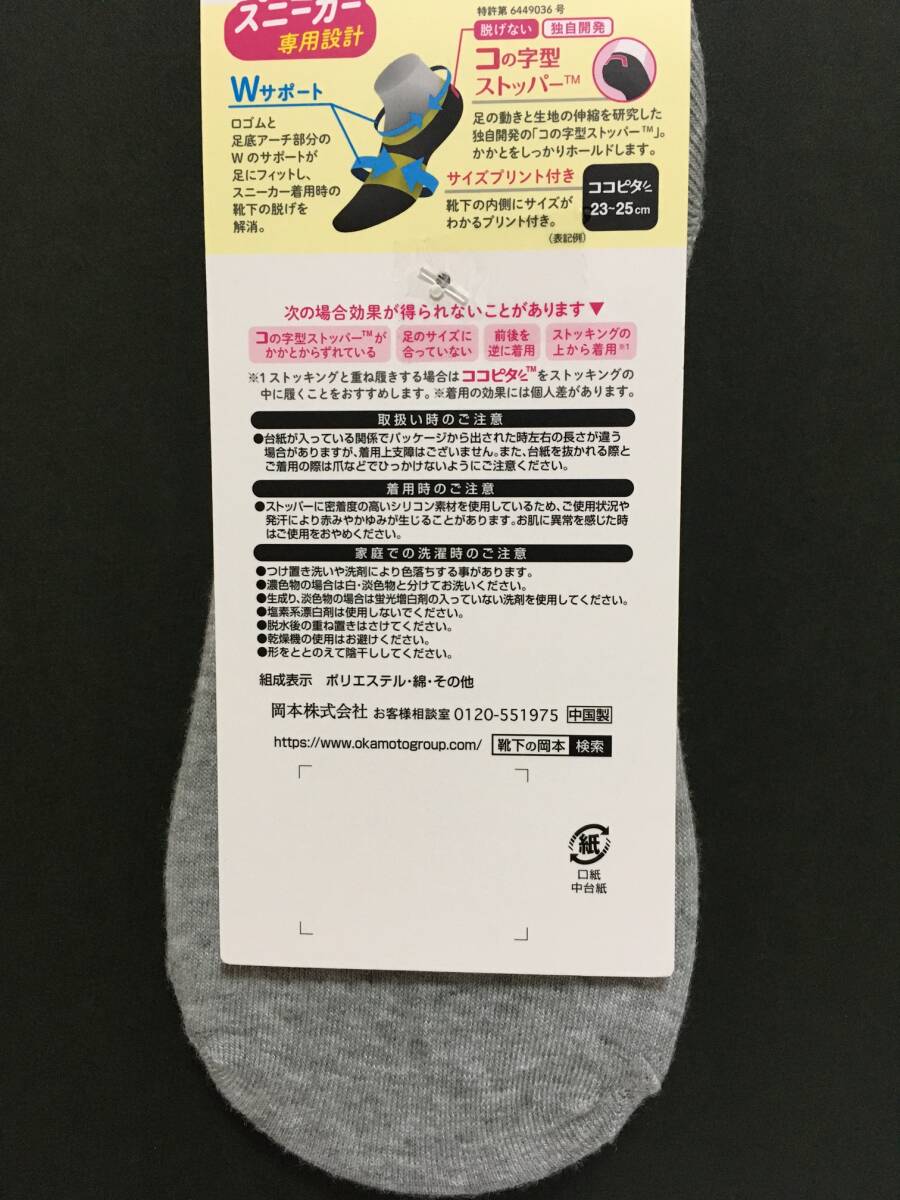 スニーカー
専用設計
特許第 6449036 号
脱げない 独自開発
コの字型
ストッパー™
足の動きと生地の伸縮を研究した
独自開発の「コの字型ストッパー™」。
かかとをしっかりホールドします。
Wサポート
口ゴムと
足底アーチ部分の
Wのサポートが
足にフィットし、
スニーカー着用時の
靴下の脱げを
解消。
サイズプリント付き
靴下の内側にサイズが
わかるプリント付き。
ココピタッ
23~25cm
(表記例)
次の場合効果が得られないことがあります▼
コの字型ストッパー™が
かかとからずれている
足のサイズに
合っていない
前後を
逆に着用
ストッキングの
上から着用※1
※1 ストッキングと重ね履きする場合はココピタッ™をストッキングの
中に履くことをおすすめします。※着用の効果には個人差があります。
取扱い時のご注意
●台紙が入っている関係でパッケージから出された時左右の長さが違う
場合がありますが、着用上支障はございません。また、台紙を抜かれる際と
ご着用の際は爪などでひっかけないようにご注意ください。
着用時のご注意
●ストッパーに密着度の高いシリコン素材を使用しているため、ご使用状況や
発汗により赤みやかゆみが生じることがあります。お肌に異常を感じた時
はご使用をおやめください。
家庭での洗濯時のご注意
●つけ置き洗いや洗剤により色落ちする事があります。
●濃色物の場合は白・淡色物と分けてお洗いください。
●生成り、淡色物の場合は蛍光増白剤の入っていない洗剤を使用してください。
●塩素系漂白剤は使用しないでください。
●脱水後の重ね置きはさけてください。
●乾燥機の使用はお避けください。
●形をととのえて陰干ししてください。
組成表示 ポリエステル・綿・その他
岡本株式会社 お客様相談室 0120-551975 中国製
https://www.okamotogroup.com/ 靴下の岡本 検索
紙
口紙
中台紙